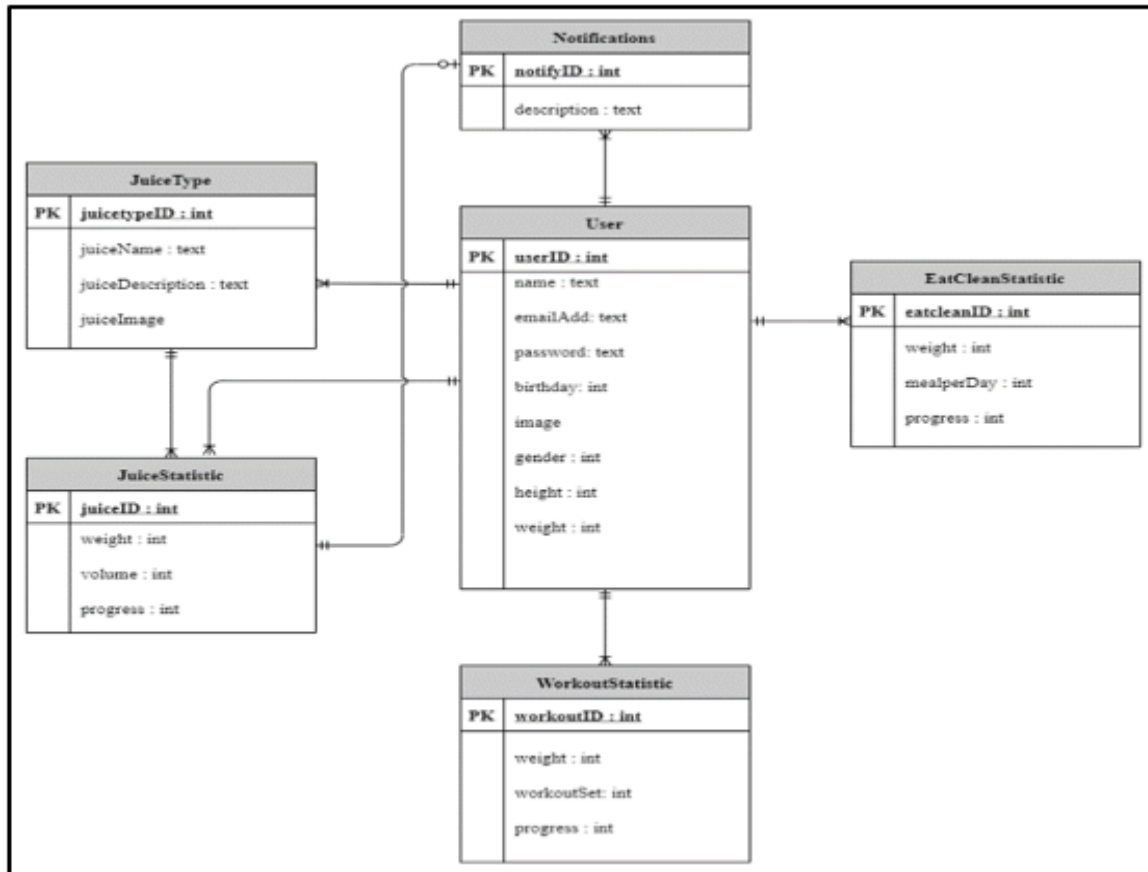 Notifications
PK notifyID : int
description : text
JuiceType
PK juicetypeID : int
juiceName : text
juiceDescription : text
juiceImage
User
PK userID : int
name : text
emailAdd: text
password: text
birthday: int
image
gender : int
height : int
weight : int
EatCleanStatistic
PK eatcleanID : int
weight : int
mealperDay : int
progress : int
JuiceStatistic
PK juiceID : int
weight : int
volume : int
progress : int
WorkoutStatistic
PK workoutID : int
weight : int
workoutSet: int
progress : int